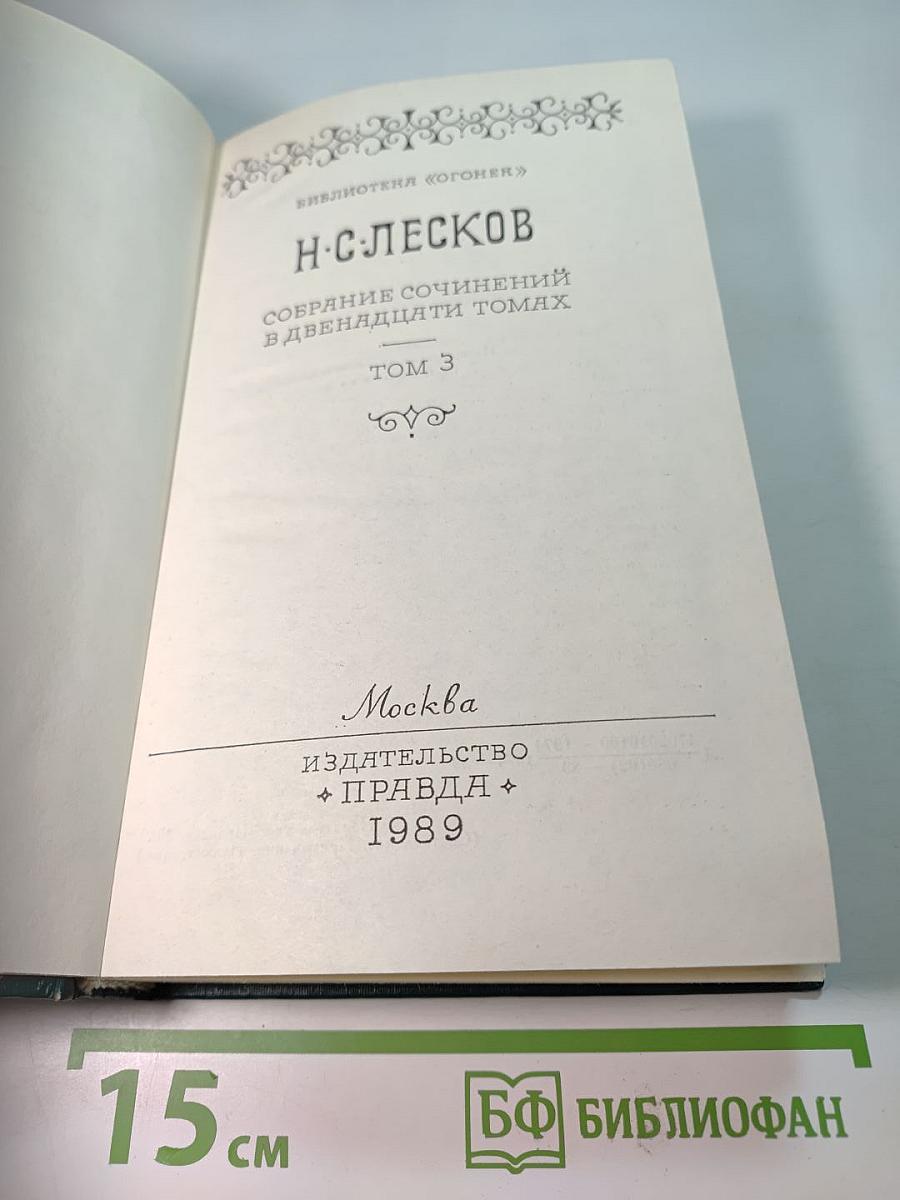 БИБЛИОТЕКА «ОГОНЕК»
Н·С·ЛЕСКОВ
СОБРАНИЕ СОЧИНЕНИЙ
В ДВЕНАДЦАТИ ТОМАХ
ТОМ 3
Москва
ИЗДАТЕЛЬСТВО
ПРАВДА
1989
15 см
БФ БИБЛИОФАН